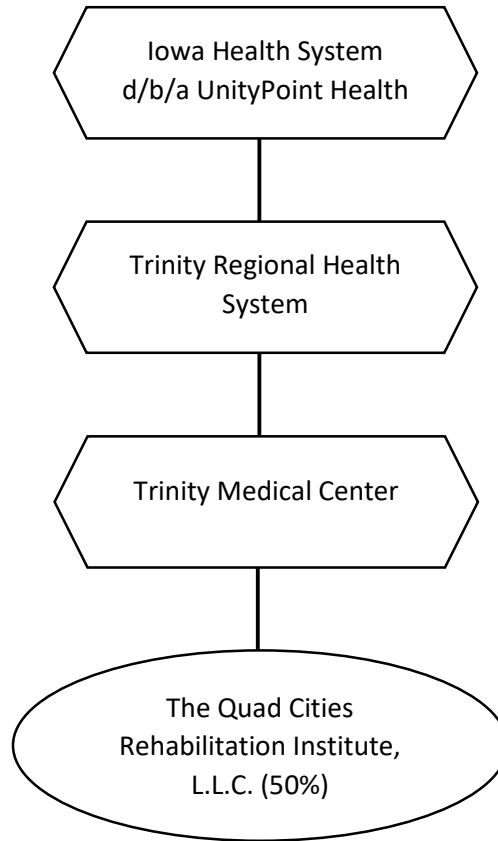 Iowa Health System
d/b/a UnityPoint Health
Trinity Regional Health
System
Trinity Medical Center
The Quad Cities
Rehabilitation Institute,
L.L.C. (50%)